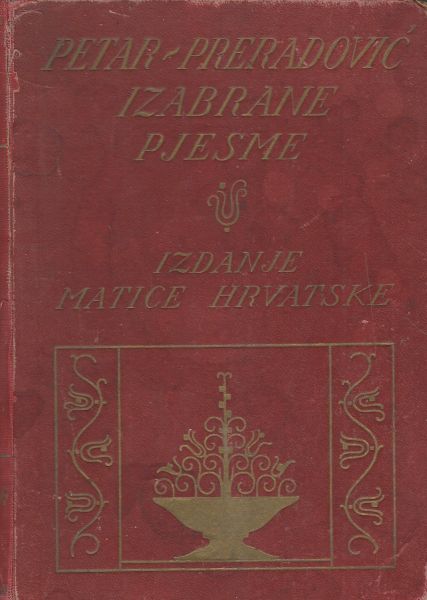 PETAR PRERADOVIĆ
IZABRANE
PJESME
IZDANJE
MATICE HRVATSKE